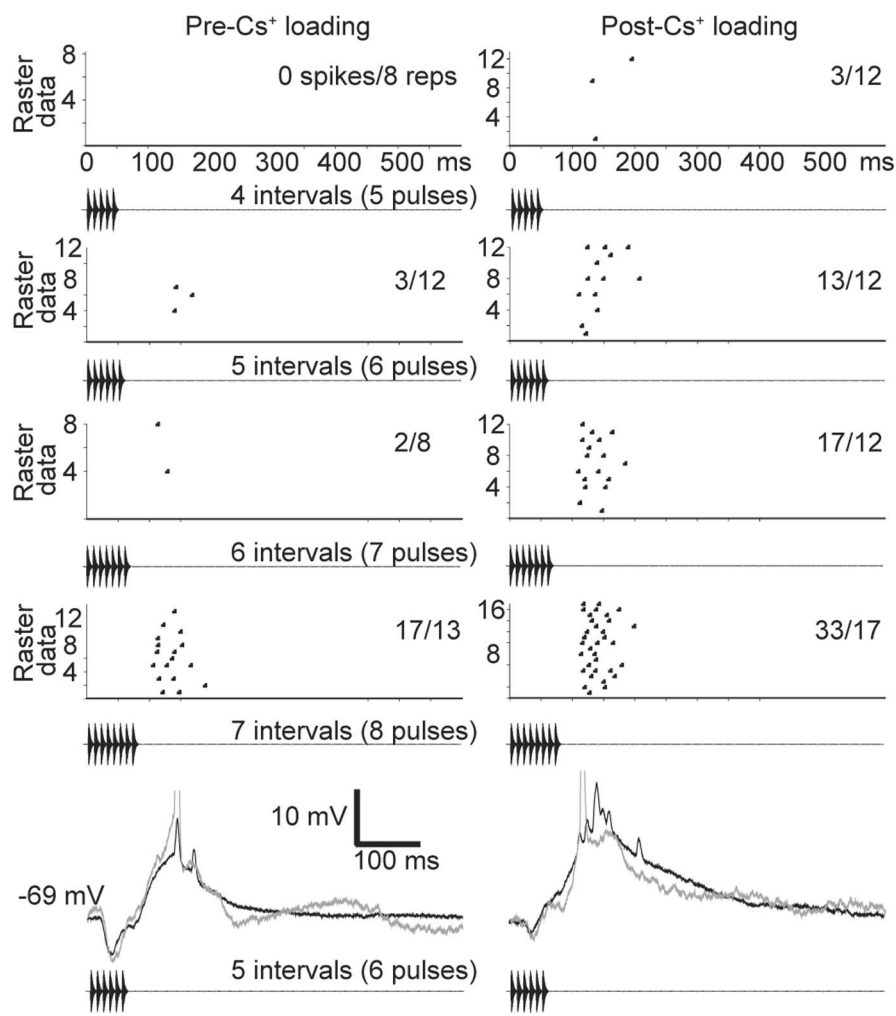 Pre-Cs⁺ loading
Post-Cs⁺ loading
Raster data
8
4
0 spikes/8 reps
12
8
4
3/12
0 100 200 300 400 500 ms
0 100 200 300 400 500 ms
4 intervals (5 pulses)
Raster data
12
8
4
3/12
12
8
4
13/12
5 intervals (6 pulses)
Raster data
8
4
2/8
12
8
4
17/12
6 intervals (7 pulses)
Raster data
12
8
4
17/13
16
8
33/17
7 intervals (8 pulses)
10 mV
100 ms
-69 mV
5 intervals (6 pulses)